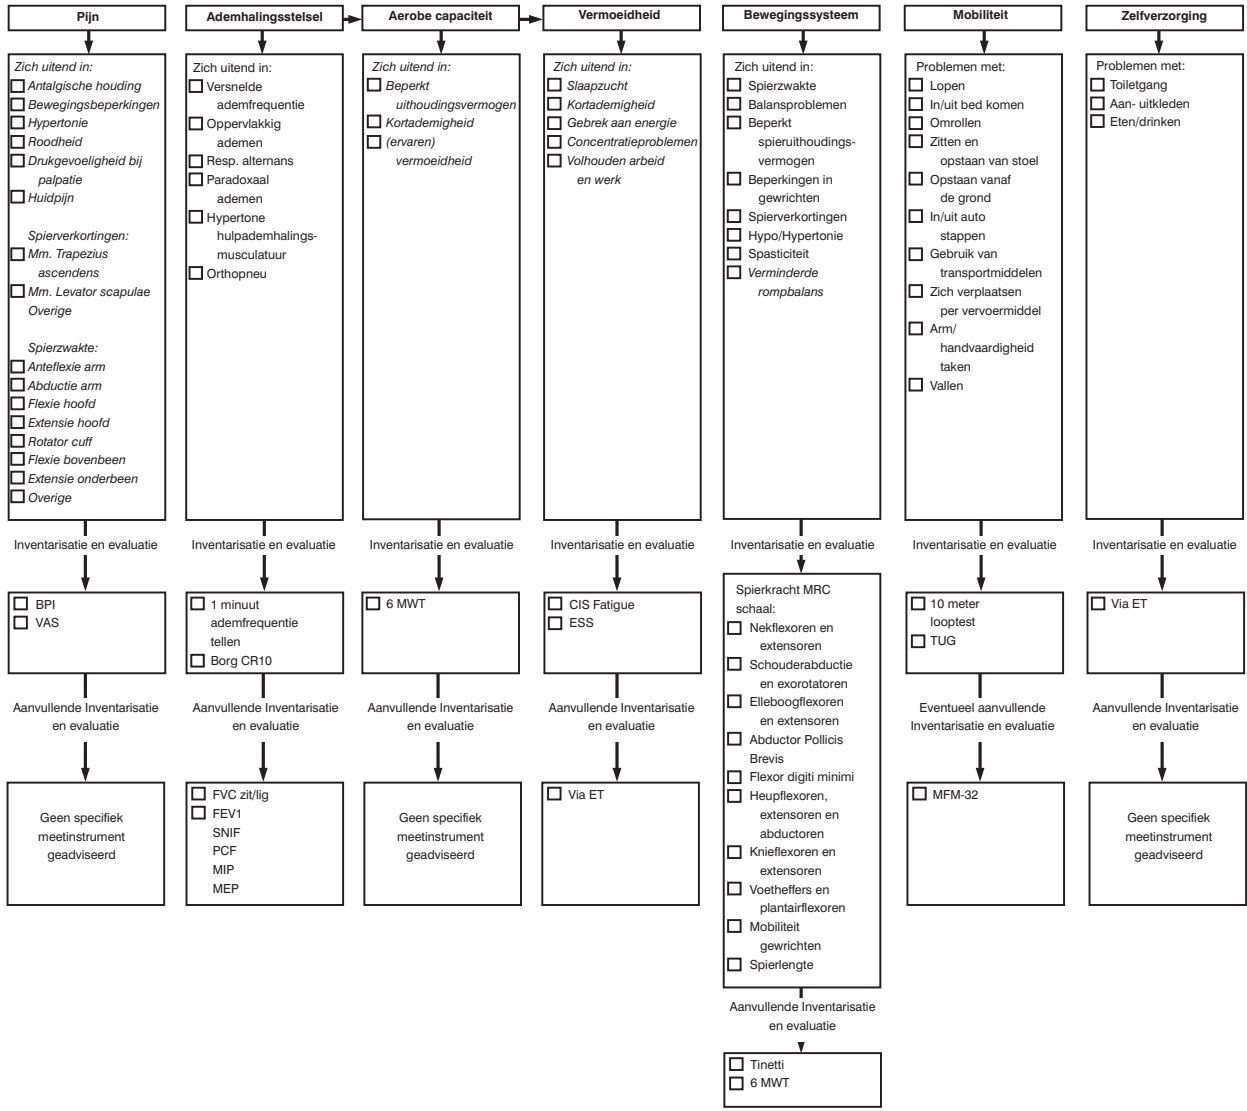 Pijn
Zich uitend in:
Antalgische houding
Bewegingsbeperkingen
Hypertonie
Roodheid
Drukgevoeligheid bij
palpatie
Huidpijn
Spierverkortingen:
Mm. Trapezius
ascendens
Mm. Levator scapulae
Overige
Spierzwakte:
Anteflexie arm
Abductie arm
Flexie hoofd
Extensie hoofd
Rotator cuff
Flexie bovenbeen
Extensie onderbeen
Overige
Inventarisatie en evaluatie
BPI
VAS
Aanvullende Inventarisatie
en evaluatie
Geen specifiek
meetinstrument
geadviseerd
Ademhalingsstelsel
Zich uitend in:
Versnelde
ademfrequentie
Oppervlakkig
ademen
Resp. alternans
Paradoxaal
ademen
Hypertone
hulpademhalings-
musculatuur
Orthopneu
Inventarisatie en evaluatie
1 minuut
ademfrequentie
tellen
Borg CR10
Aanvullende Inventarisatie
en evaluatie
FVC zit/lig
FEV1
SNIF
PCF
MIP
MEP
Aerobe capaciteit
Zich uitend in:
Beperkt
uithoudingsvermogen
Kortademigheid
(ervaren)
vermoeidheid
Inventarisatie en evaluatie
6 MWT
Aanvullende Inventarisatie
en evaluatie
Geen specifiek
meetinstrument
geadviseerd
Vermoeidheid
Zich uitend in:
Slaapzucht
Kortademigheid
Gebrek aan energie
Concentratieproblemen
Volhouden arbeid
en werk
Inventarisatie en evaluatie
CIS Fatigue
ESS
Aanvullende Inventarisatie
en evaluatie
Via ET
Bewegingssysteem
Zich uitend in:
Spierzwakte
Balansproblemen
Beperkt
spieruithoudings-
vermogen
Beperkingen in
gewrichten
Spierverkortingen
Hypo/Hypertonie
Spasticiteit
Verminderde
rompbalans
Inventarisatie en evaluatie
Spierkracht MRC
schaal:
Nekflexoren en
extensoren
Schouderabductie
en exorotatoren
Elleboogflexoren
en extensoren
Abductor Pollicis
Brevis
Flexor digiti minimi
Heupflexoren,
extensoren en
abductoren
Knieflexoren en
extensoren
Voetheffers en
plantairflexoren
Mobiliteit
gewrichten
Spierlengte
Aanvullende Inventarisatie
en evaluatie
Tinetti
6 MWT
Mobiliteit
Problemen met:
Lopen
In/uit bed komen
Omrollen
Zitten en
opstaan van stoel
Opstaan vanaf
de grond
In/uit auto
stappen
Gebruik van
transportmiddelen
Zich verplaatsen
per vervoermiddel
Arm/
handvaardigheid
taken
Vallen
Inventarisatie en evaluatie
10 meter
looptest
TUG
Eventueel aanvullende
Inventarisatie en evaluatie
MFM-32
Zelfverzorging
Problemen met:
Toiletgang
Aan- uitkleden
Eten/drinken
Inventarisatie en evaluatie
Via ET
Aanvullende Inventarisatie
en evaluatie
Geen specifiek
meetinstrument
geadviseerd